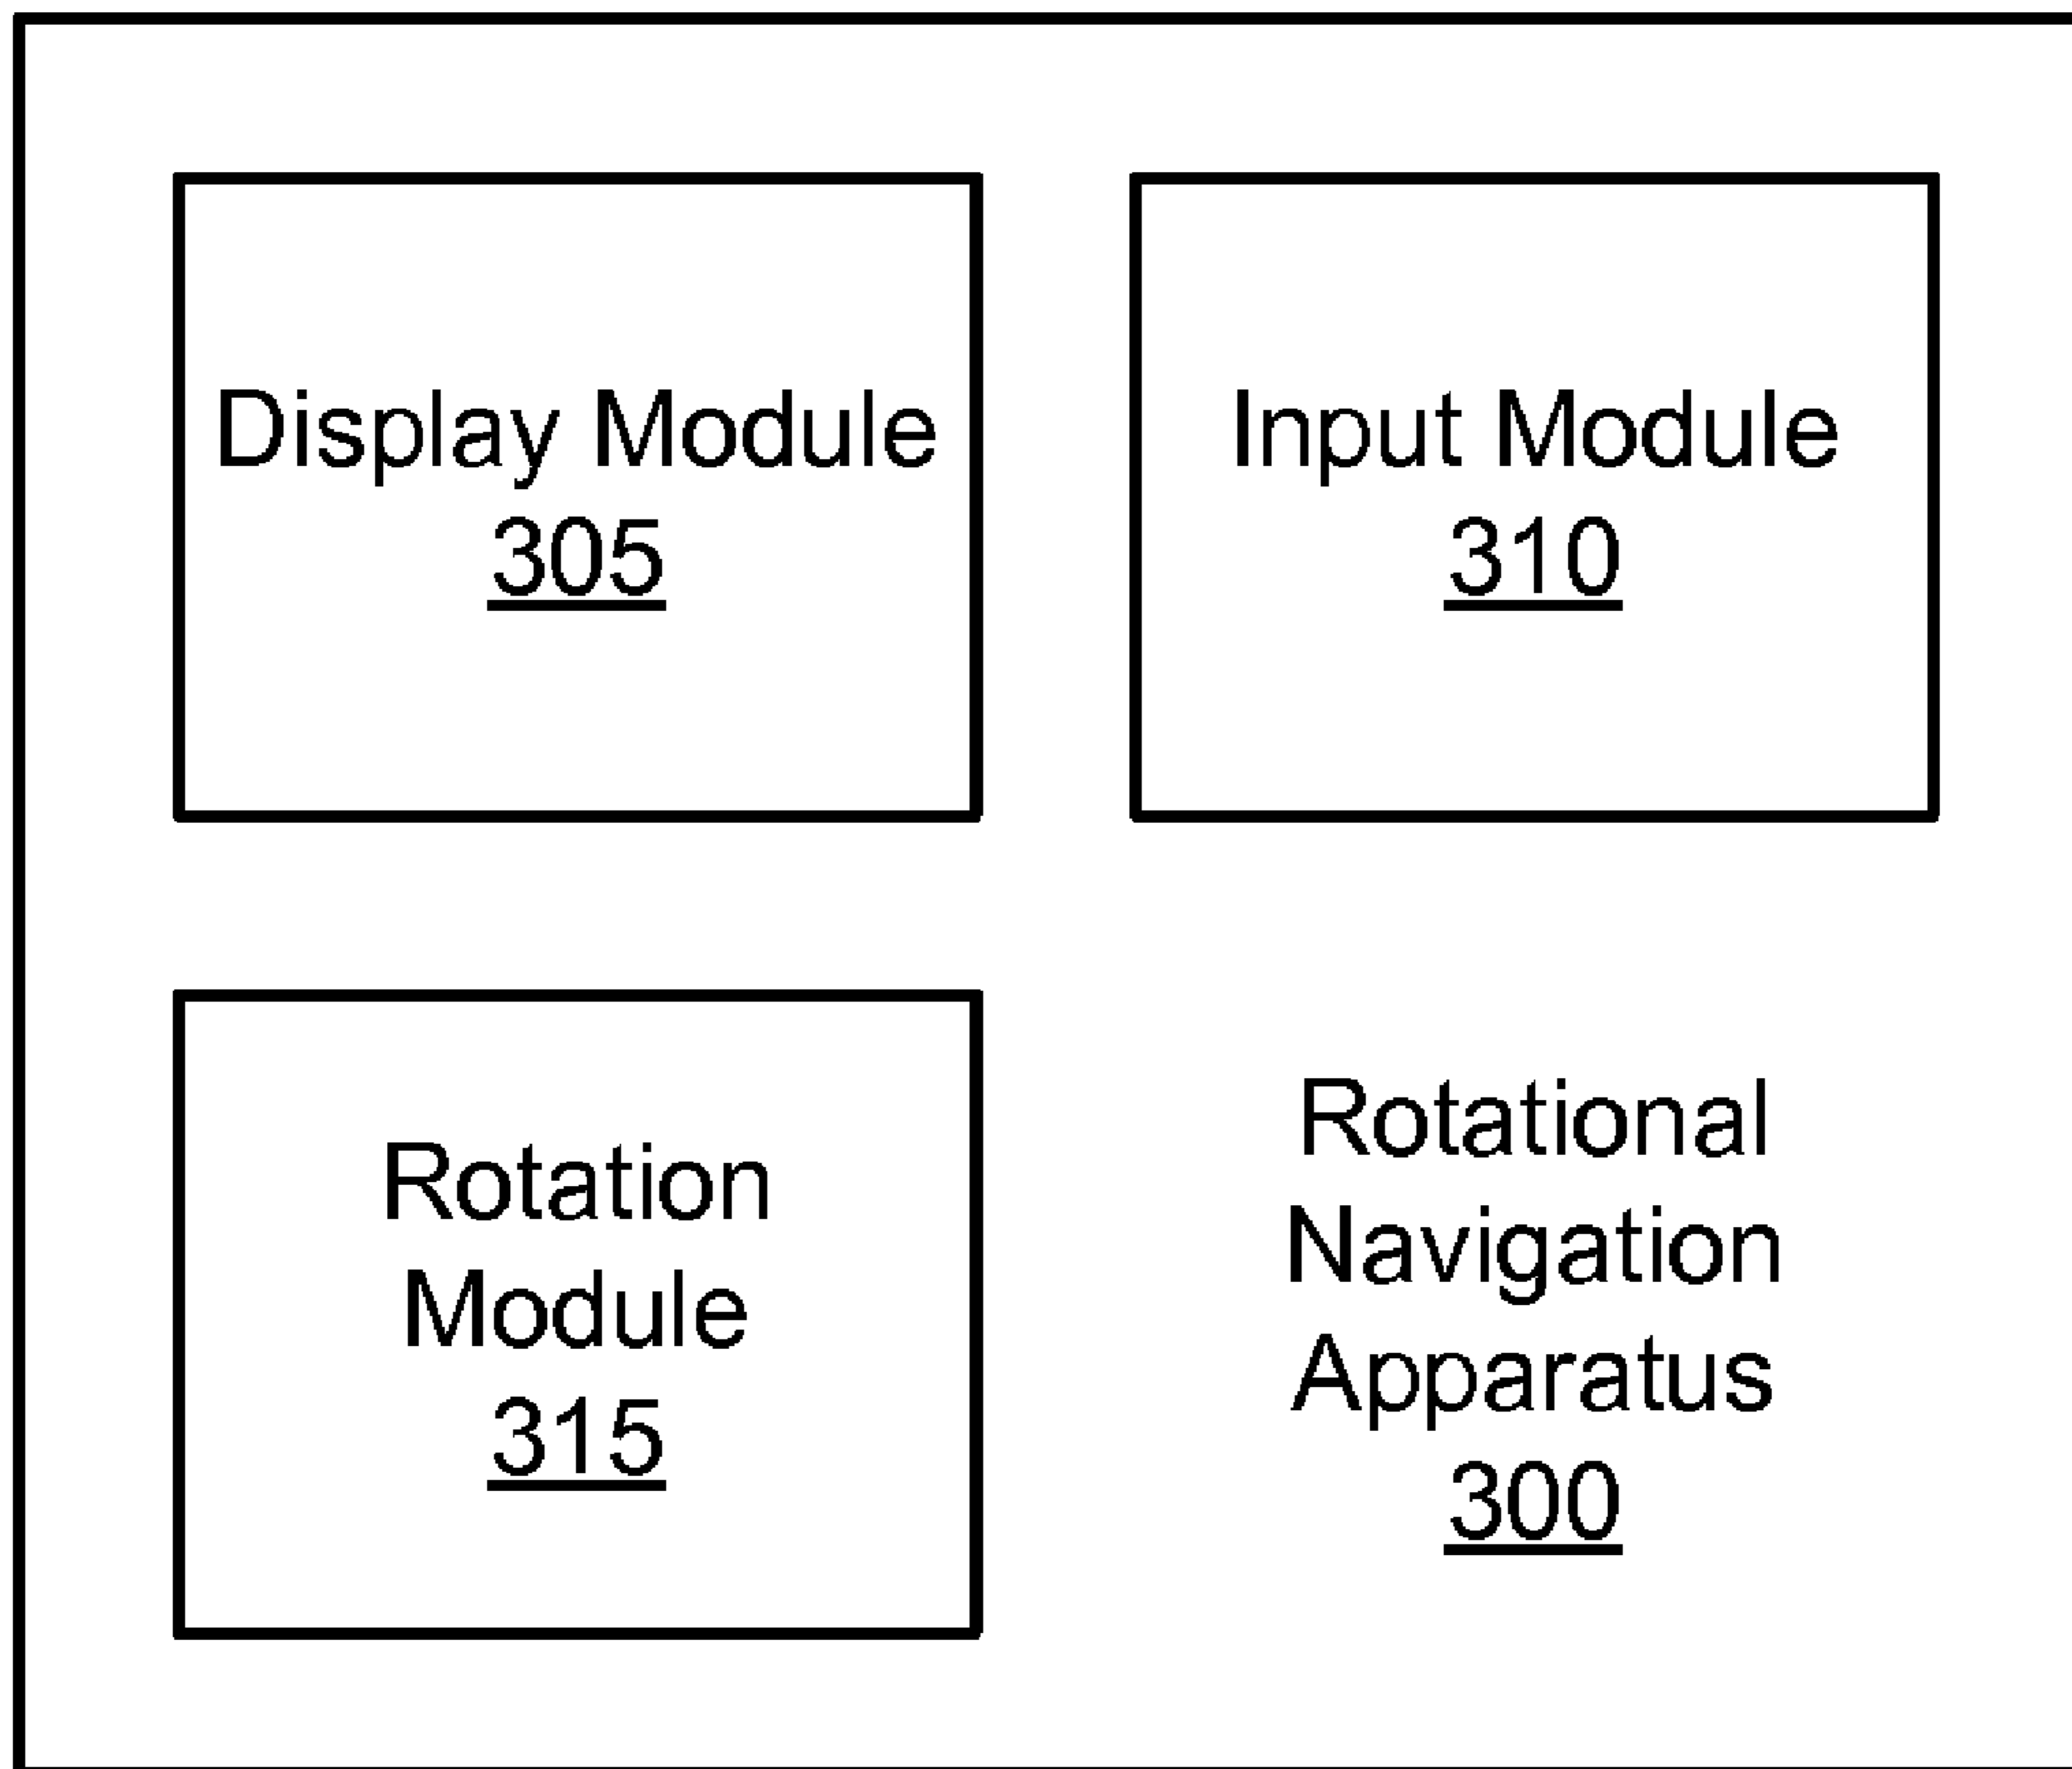 Display Module
305
Input Module
310
Rotation
Module
315
Rotational
Navigation
Apparatus
300